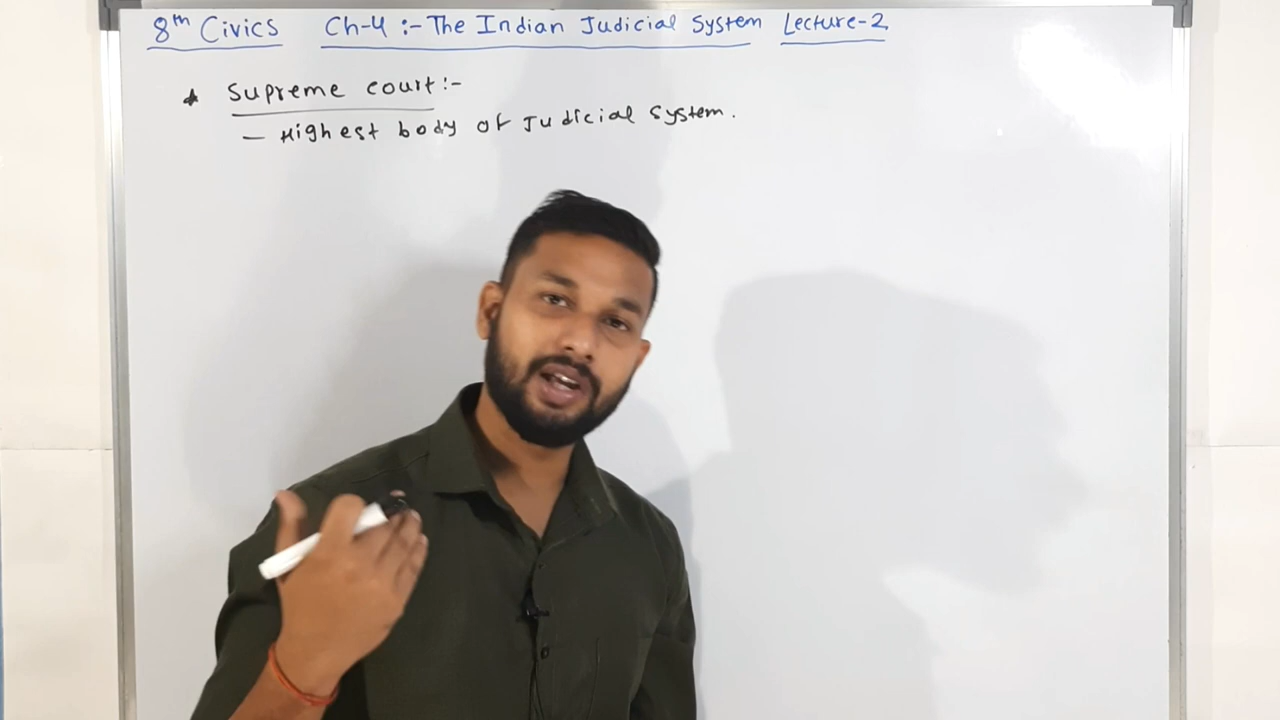 8th Civics Ch-4 :- The Indian Judicial System Lecture-2
* Supreme court :-
– Highest body of Judicial System.